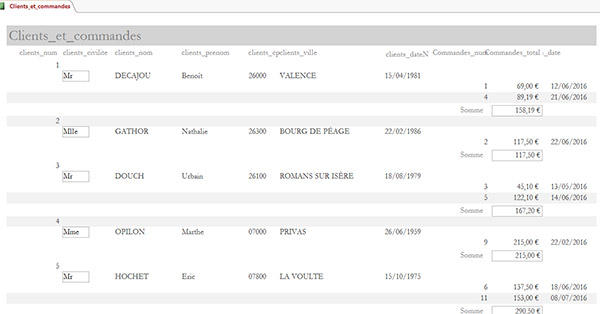 Clients_et_commandes
Clients_et_commandes
clients_num clients_civilite clients_nom clients_prenom clients_cp clients_ville clients_dateN Commandes_num Commandes_total _date
1
Mr DECAJOU Benoît 26000 VALENCE 15/04/1981
1 69,00 € 12/06/2016
4 89,19 € 21/06/2016
Somme 158,19 €
2
Mlle GATHOR Nathalie 26300 BOURG DE PÉAGE 22/02/1986
2 117,50 € 22/06/2016
Somme 117,50 €
3
Mr DOUCH Urbain 26100 ROMANS SUR ISÈRE 18/08/1979
3 45,10 € 13/05/2016
5 122,10 € 14/06/2016
Somme 167,20 €
4
Mme OPILON Marthe 07000 PRIVAS 26/06/1959
9 215,00 € 22/02/2016
Somme 215,00 €
5
Mr HOCHET Eric 07800 LA VOULTE 15/10/1975
6 137,50 € 18/06/2016
11 153,00 € 08/07/2016
Somme 290,50 €